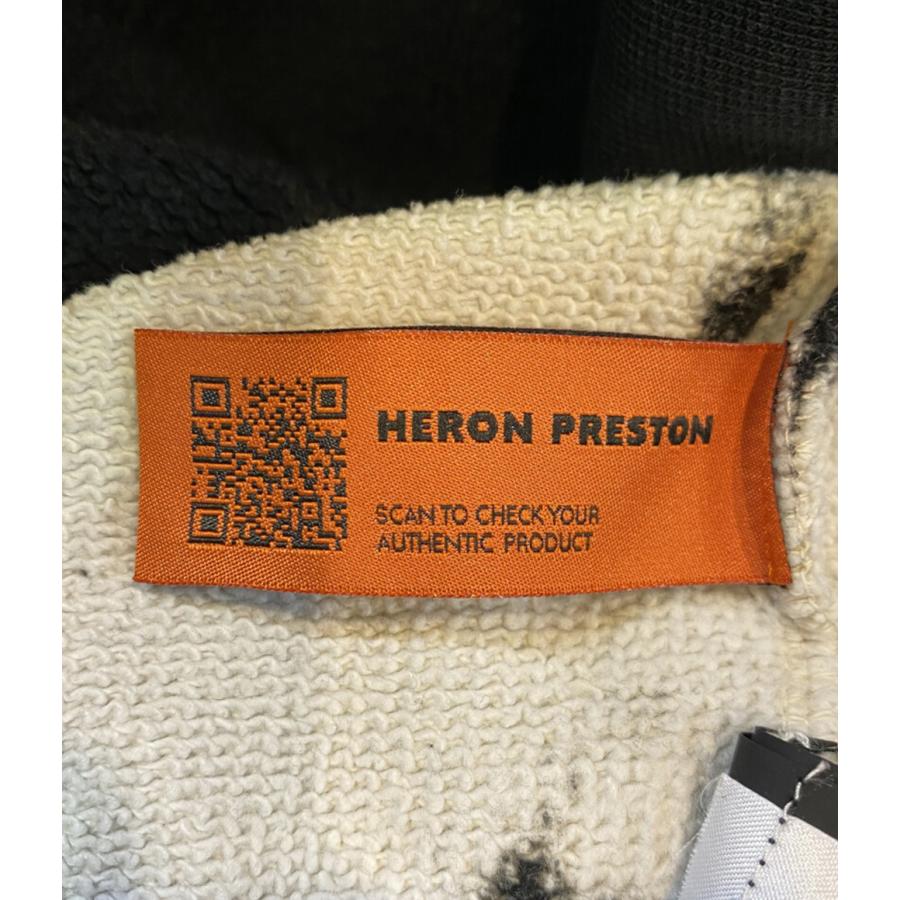 HERON PRESTON
SCAN TO CHECK YOUR
AUTHENTIC PRODUCT